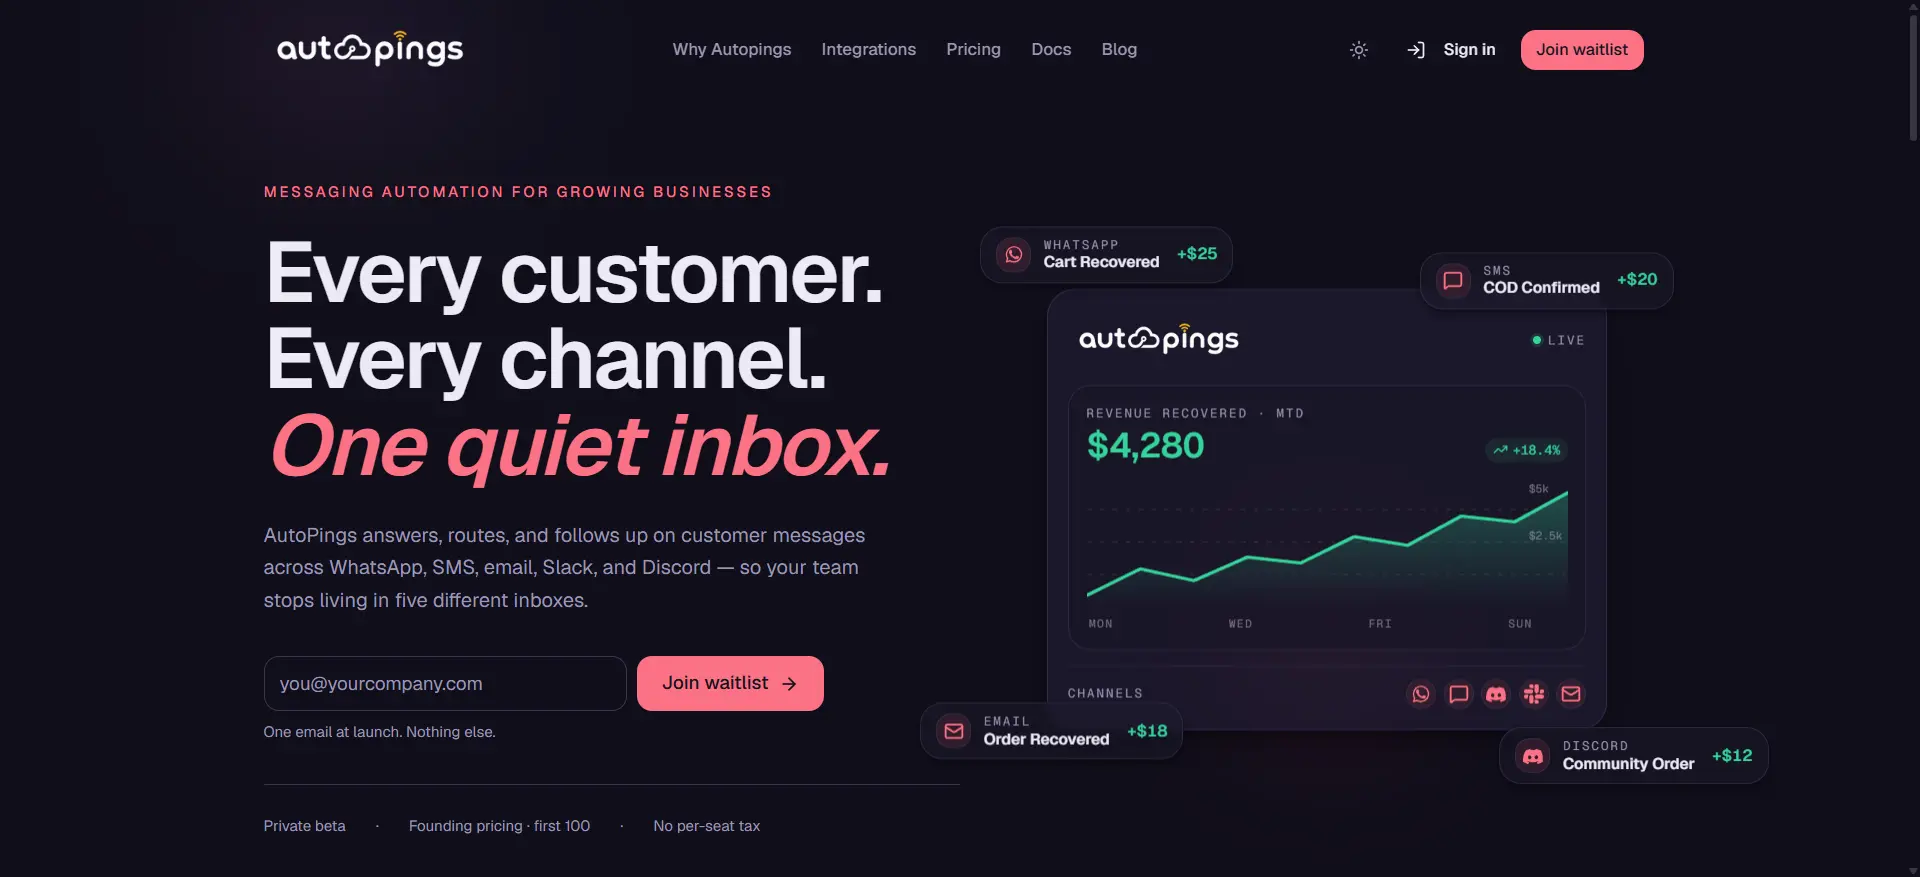 autopings
Why Autopings
Integrations
Pricing
Docs
Blog
Sign in
Join waitlist
MESSAGING AUTOMATION FOR GROWING BUSINESSES
Every customer.
Every channel.
One quiet inbox.
AutoPings answers, routes, and follows up on customer messages
across WhatsApp, SMS, email, Slack, and Discord — so your team
stops living in five different inboxes.
you@yourcompany.com
Join waitlist →
One email at launch. Nothing else.
Private beta · Founding pricing · first 100 · No per-seat tax
WHATSAPP
Cart Recovered +$25
SMS
COD Confirmed +$20
autopings
LIVE
REVENUE RECOVERED · MTD
$4,280
+18.4%
$5k
$2.5k
MON WED FRI SUN
CHANNELS
EMAIL
Order Recovered +$18
DISCORD
Community Order +$12